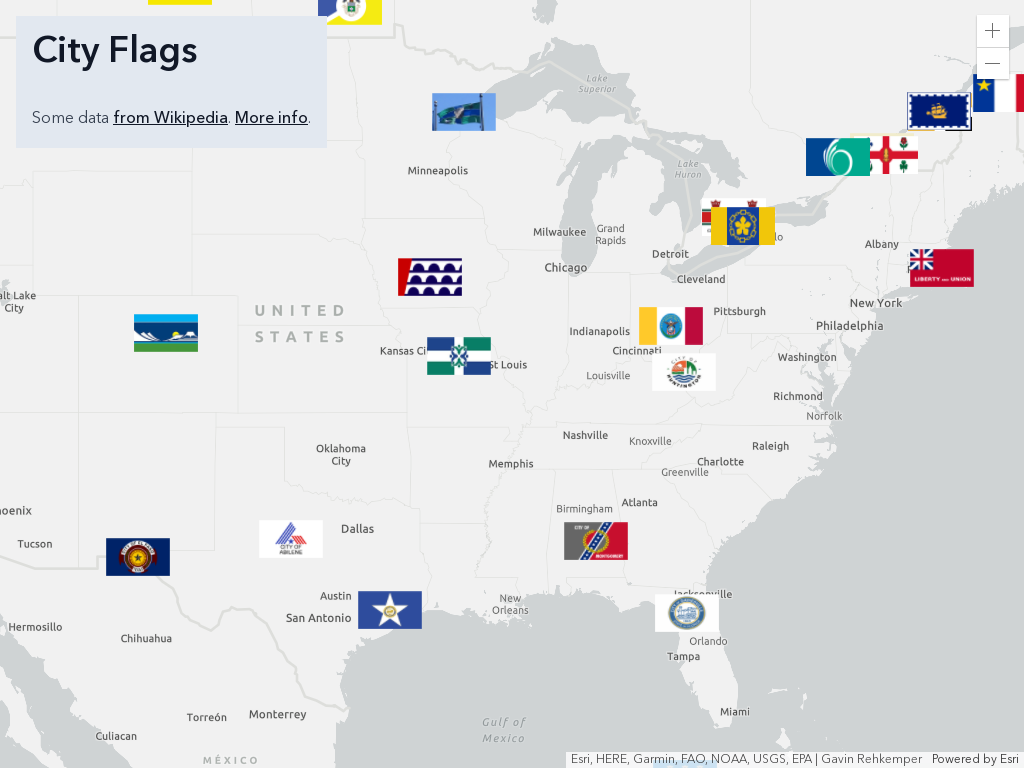 City Flags
Some data from Wikipedia. More info.
Lake
Superior
Minneapolis
Lake
Huron
Milwaukee
Grand
Rapids
Detroit
Albany
Chicago
Cleveland
LIBERTY AND UNION
New York
Salt Lake
City
UNITED
STATES
Pittsburgh
Philadelphia
Indianapolis
Kansas Ci
Cincinnati
CITY OF
HUNTINGTON
Washington
St Louis
Louisville
Richmond
Norfolk
Nashville
Knoxville
Raleigh
Oklahoma
City
Memphis
Charlotte
Greenville
Atlanta
Birmingham
oenix
Tucson
CITY OF
ABILENE
Dallas
CITY OF
MONTGOMERY
Austin
San Antonio
New
Orleans
Jacksonville
Orlando
Tampa
Hermosillo
Chihuahua
Miami
Torreón
Monterrey
Gulf of
Mexico
Culiacan
MÉXICO
Esri, HERE, Garmin, FAO, NOAA, USGS, EPA | Gavin Rehkemper
Powered by Esri